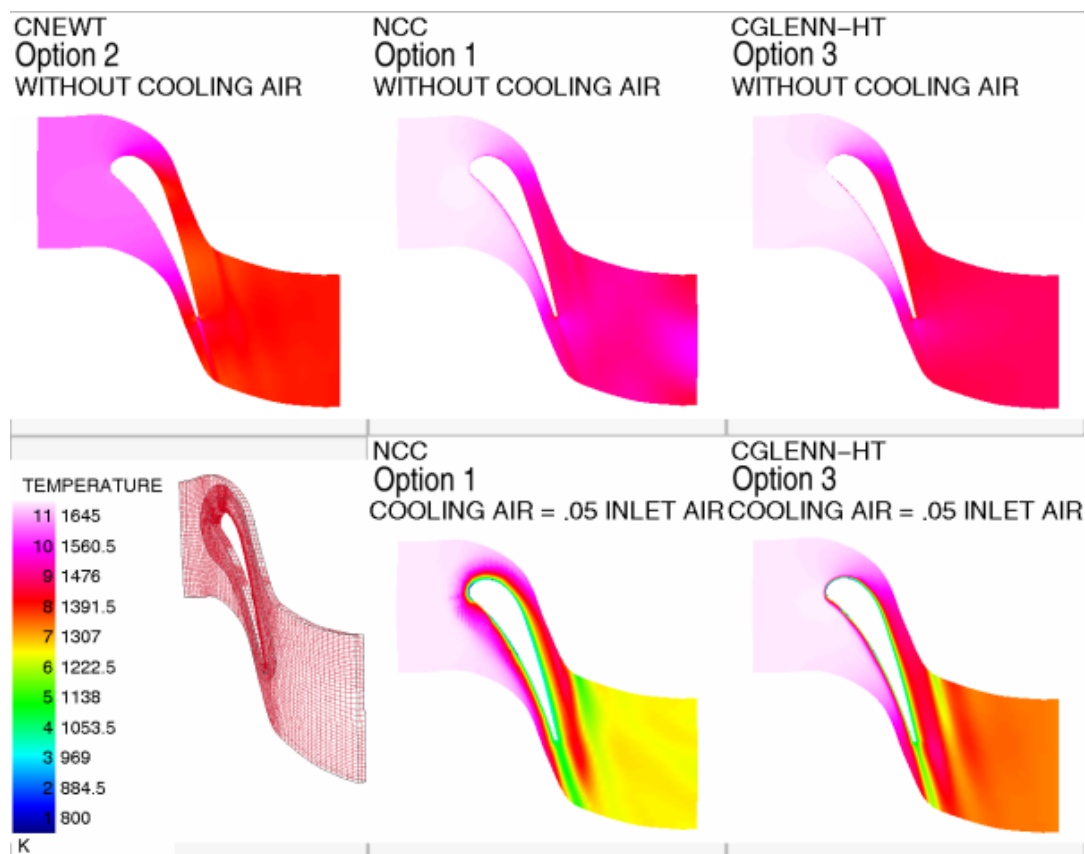 CNEWT
Option 2
WITHOUT COOLING AIR
NCC
Option 1
WITHOUT COOLING AIR
CGLENN-HT
Option 3
WITHOUT COOLING AIR
TEMPERATURE
11 1645
10 1560.5
9 1476
8 1391.5
7 1307
6 1222.5
5 1138
4 1053.5
3 969
2 884.5
1 800
K
NCC
Option 1
COOLING AIR = .05 INLET AIR
CGLENN-HT
Option 3
COOLING AIR = .05 INLET AIR